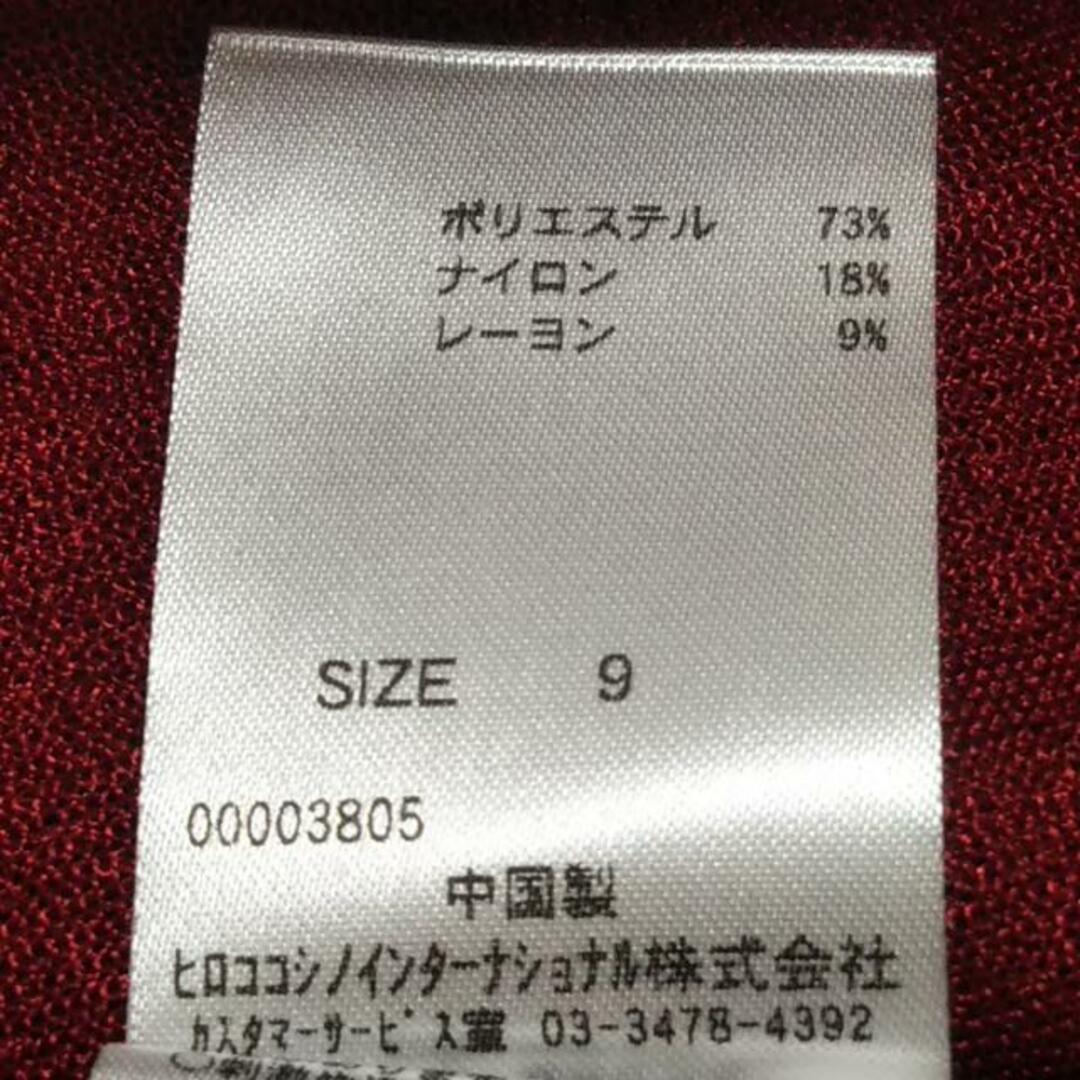 ポリエステル 73%
ナイロン 18%
レーヨン 9%
SIZE 9
00003805
中国製
ヒロココシノインターナショナル株式会社
カスタマーサービス室 03-3478-4392